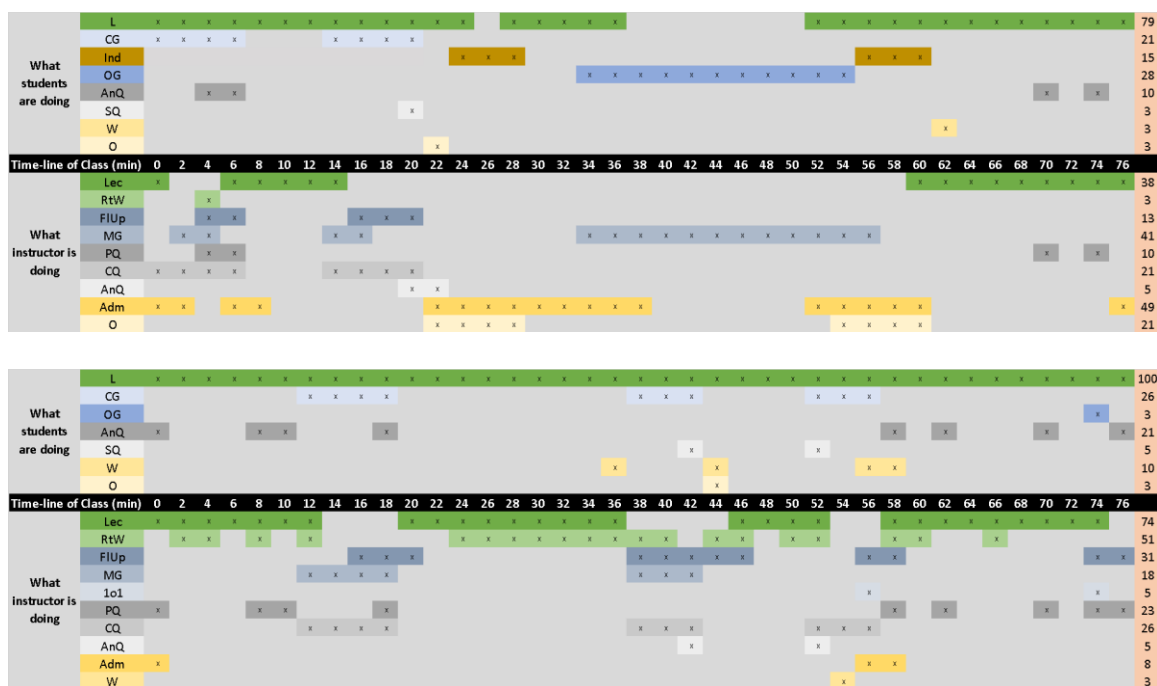 L x x x x x x x x x x x x x x x x x x x x x x x x x x x x x x x 79
CG x x x x x x x x 21
What students are doing
Ind x x x x x x 15
OG x x x x x x x x x x x 28
AnQ x x x x 10
SQ x 3
W x 3
O x 3
Time-line of Class (min) 0 2 4 6 8 10 12 14 16 18 20 22 24 26 28 30 32 34 36 38 40 42 44 46 48 50 52 54 56 58 60 62 64 66 68 70 72 74 76
Lec x x x x x x x x x x x x x x x 38
RtW x 3
FlUp x x x x x 13
What instructor is doing
MG x x x x x x x x x x x x x x x x 41
PQ x x x x 10
CQ x x x x x x x x 21
AnQ x x 5
Adm x x x x x x x x x x x x x x x x x x x 49
O x x x x x x x x 21
L x x x x x x x x x x x x x x x x x x x x x x x x x x x x x x x x x x x x x x x 100
CG x x x x x x x x x x 26
What students are doing
OG x 3
AnQ x x x x x x x x 21
SQ x x 5
W x x x x 10
O x 3
Time-line of Class (min) 0 2 4 6 8 10 12 14 16 18 20 22 24 26 28 30 32 34 36 38 40 42 44 46 48 50 52 54 56 58 60 62 64 66 68 70 72 74 76
Lec x x x x x x x x x x x x x x x x x x x x x x x x x x x x x 74
RtW x x x x x x x x x x x x x x x x x x x x 51
FlUp x x x x x x x x x x x x 31
What instructor is doing
MG x x x x x x x 18
1o1 x x 5
PQ x x x x x x x x x 23
CQ x x x x x x x x x x 26
AnQ x x 5
Adm x x x 8
W x 3